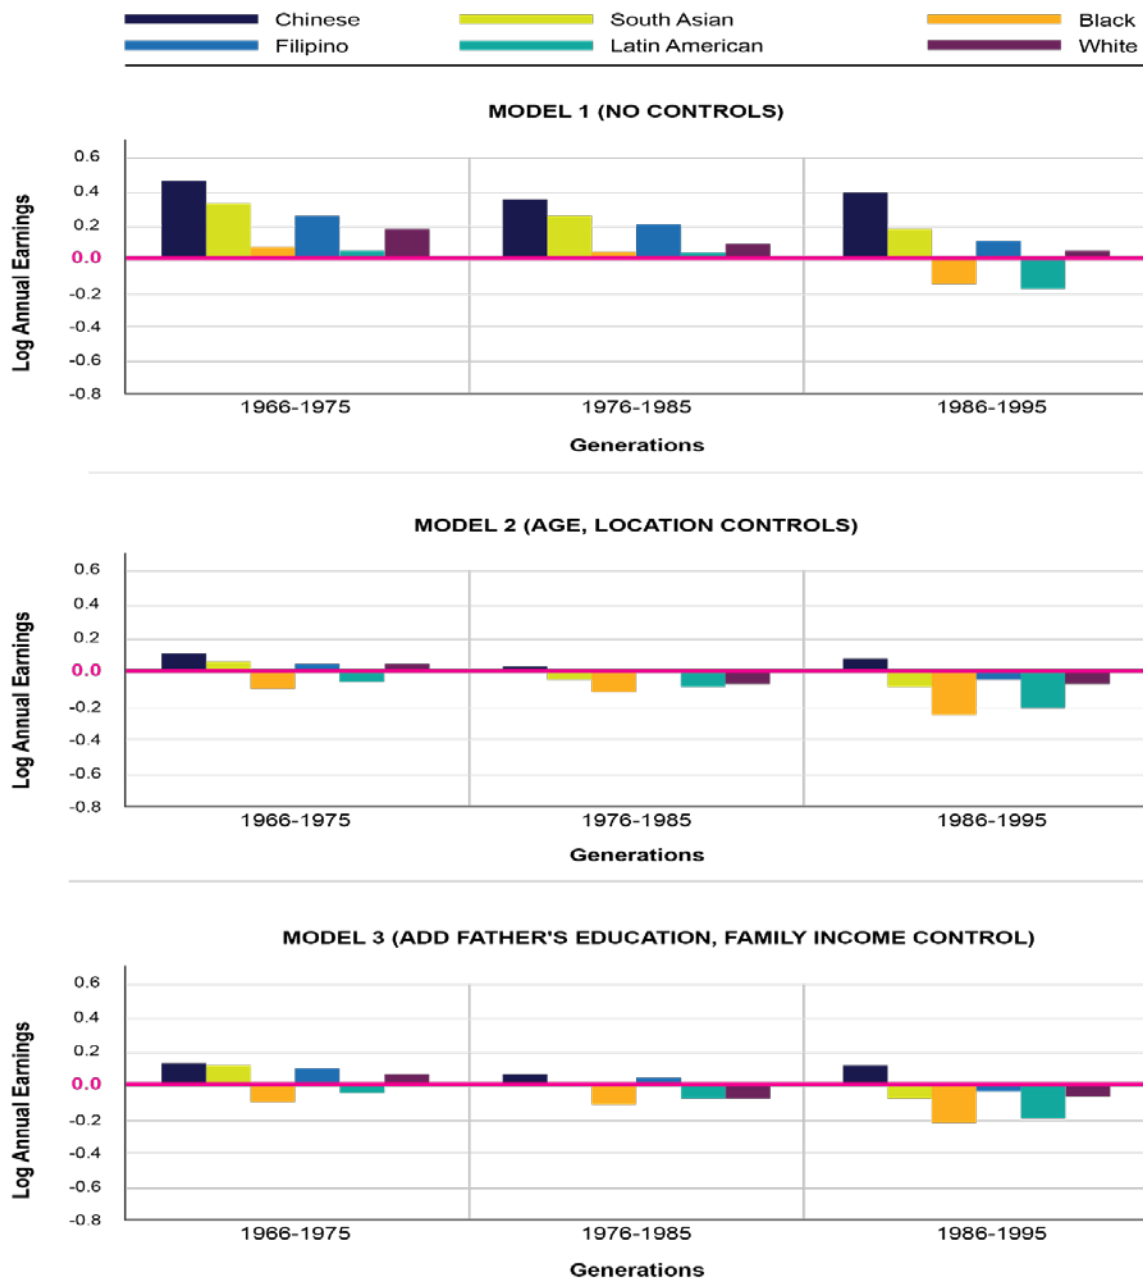 Chinese South Asian Black
Filipino Latin American White
MODEL 1 (NO CONTROLS)
Log Annual Earnings
0.6
0.4
0.2
0.0
-0.2
-0.4
-0.6
-0.8
1966-1975 1976-1985 1986-1995
Generations
MODEL 2 (AGE, LOCATION CONTROLS)
Log Annual Earnings
0.6
0.4
0.2
0.0
-0.2
-0.4
-0.6
-0.8
1966-1975 1976-1985 1986-1995
Generations
MODEL 3 (ADD FATHER'S EDUCATION, FAMILY INCOME CONTROL)
Log Annual Earnings
0.6
0.4
0.2
0.0
-0.2
-0.4
-0.6
-0.8
1966-1975 1976-1985 1986-1995
Generations